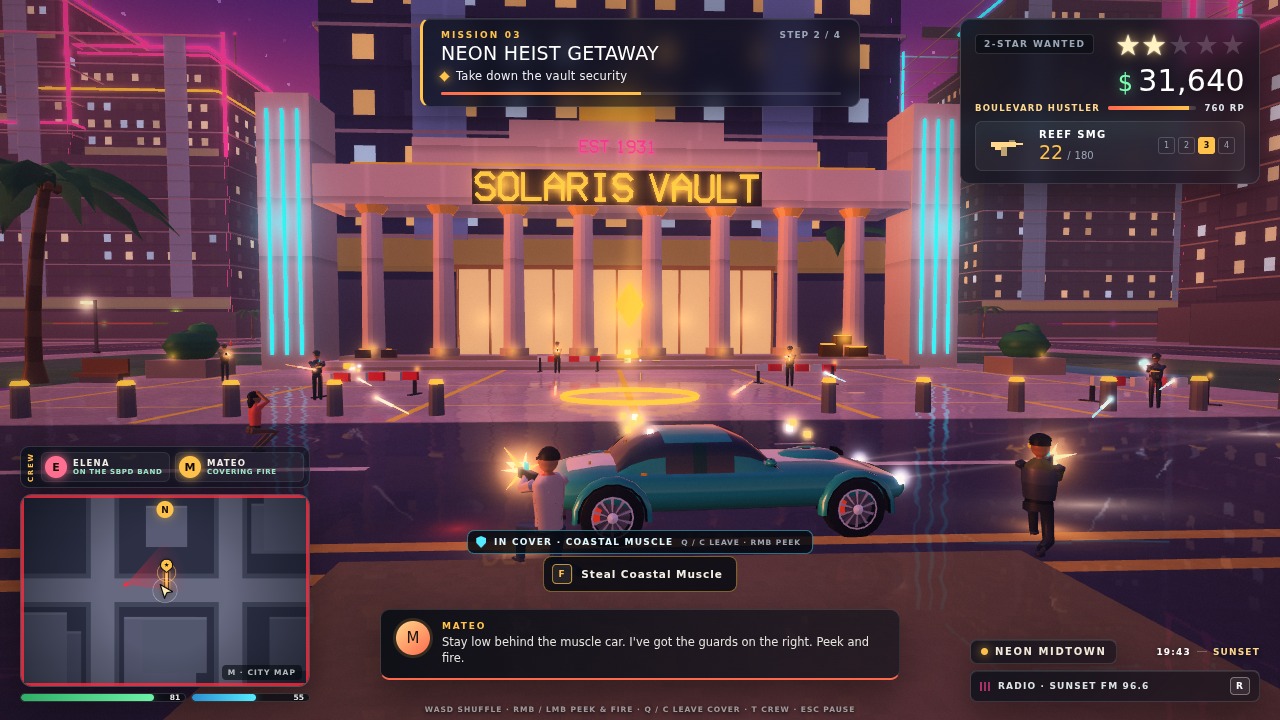 MISSION 03
STEP 2 / 4
NEON HEIST GETAWAY
Take down the vault security
2-STAR WANTED
$ 31,640
BOULEVARD HUSTLER
760 RP
REEF SMG
22 / 180
1 2 3 4
EST 1931
SOLARIS VAULT
CREW
E
ELENA
ON THE SBPD BAND
M
MATEO
COVERING FIRE
N
M · CITY MAP
81
55
IN COVER · COASTAL MUSCLE Q / C LEAVE · RMB PEEK
F Steal Coastal Muscle
M
MATEO
Stay low behind the muscle car. I've got the guards on the right. Peek and
fire.
NEON MIDTOWN
19:43 — SUNSET
RADIO · SUNSET FM 96.6
R
WASD SHUFFLE · RMB / LMB PEEK & FIRE · Q / C LEAVE COVER · T CREW · ESC PAUSE